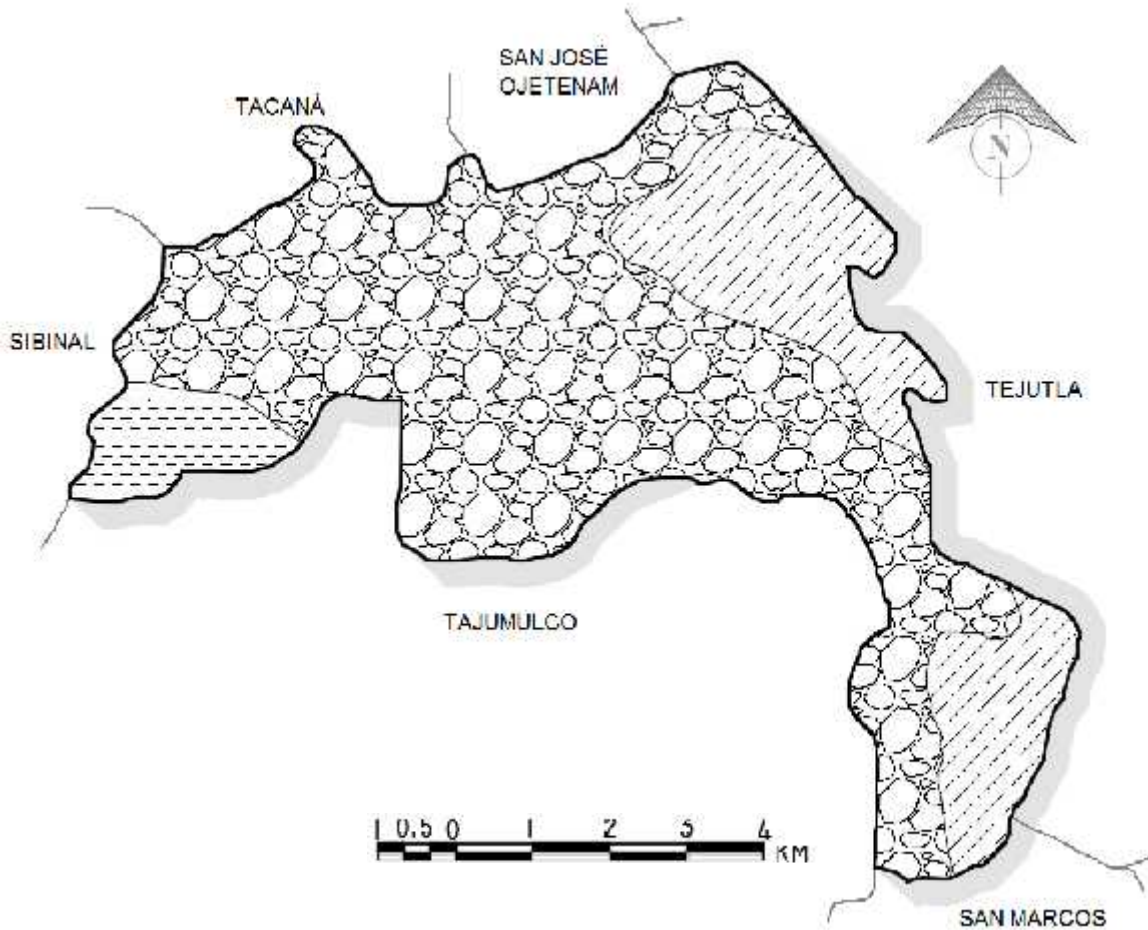 SAN JOSÉ
OJETENAM
TACANÁ
N
SIBINAL
TEJUTLA
TAJUMULCO
1 0.5 0 1 2 3 4
KM
SAN MARCOS